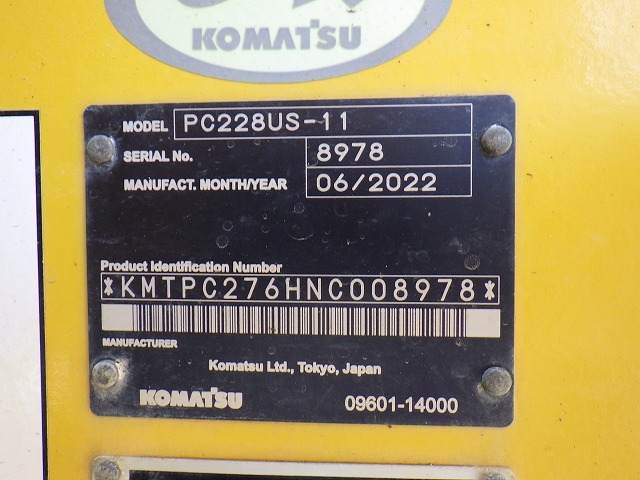 KOMATSU
MODEL PC228US-11
SERIAL No. 8978
MANUFACT. MONTH/YEAR 06/2022
Product Identification Number
*KMTPC276HNC008978*
MANUFACTURER
Komatsu Ltd., Tokyo, Japan
KOMATSU 09601-14000